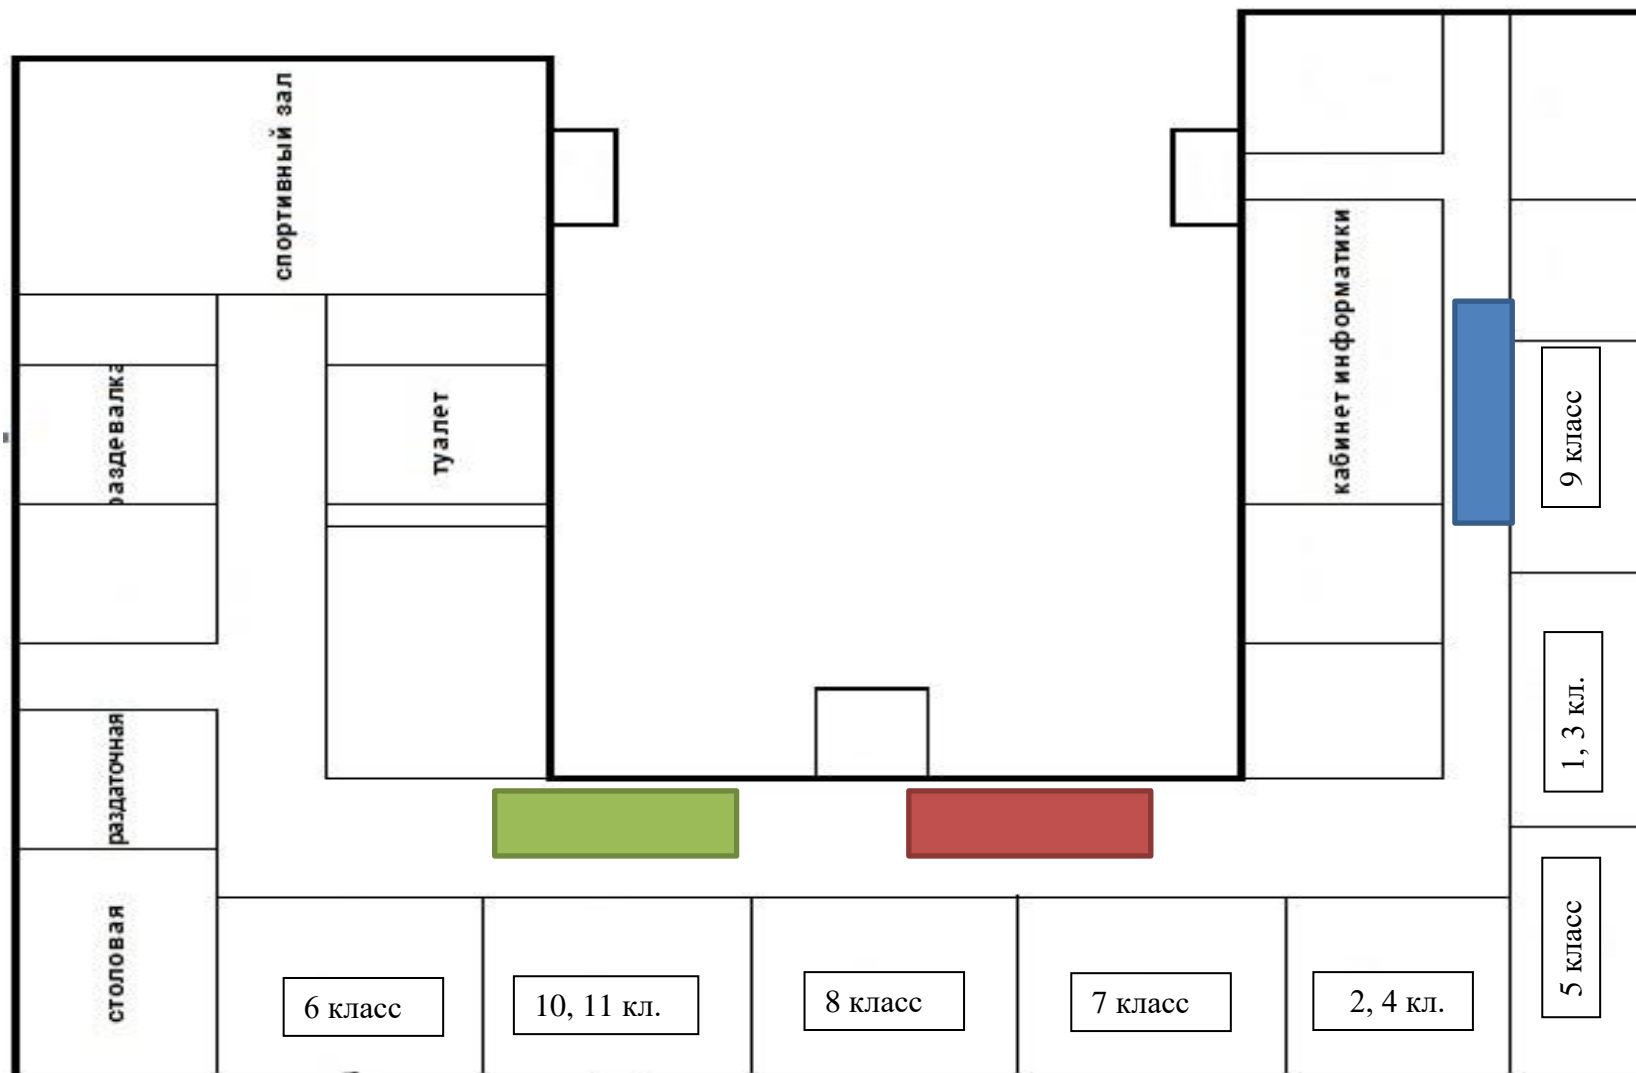 спортивный зал
раздевалка
туалет
раздаточная
столовая
кабинет информатики
9 класс
1, 3 кл.
5 класс
6 класс
10, 11 кл.
8 класс
7 класс
2, 4 кл.